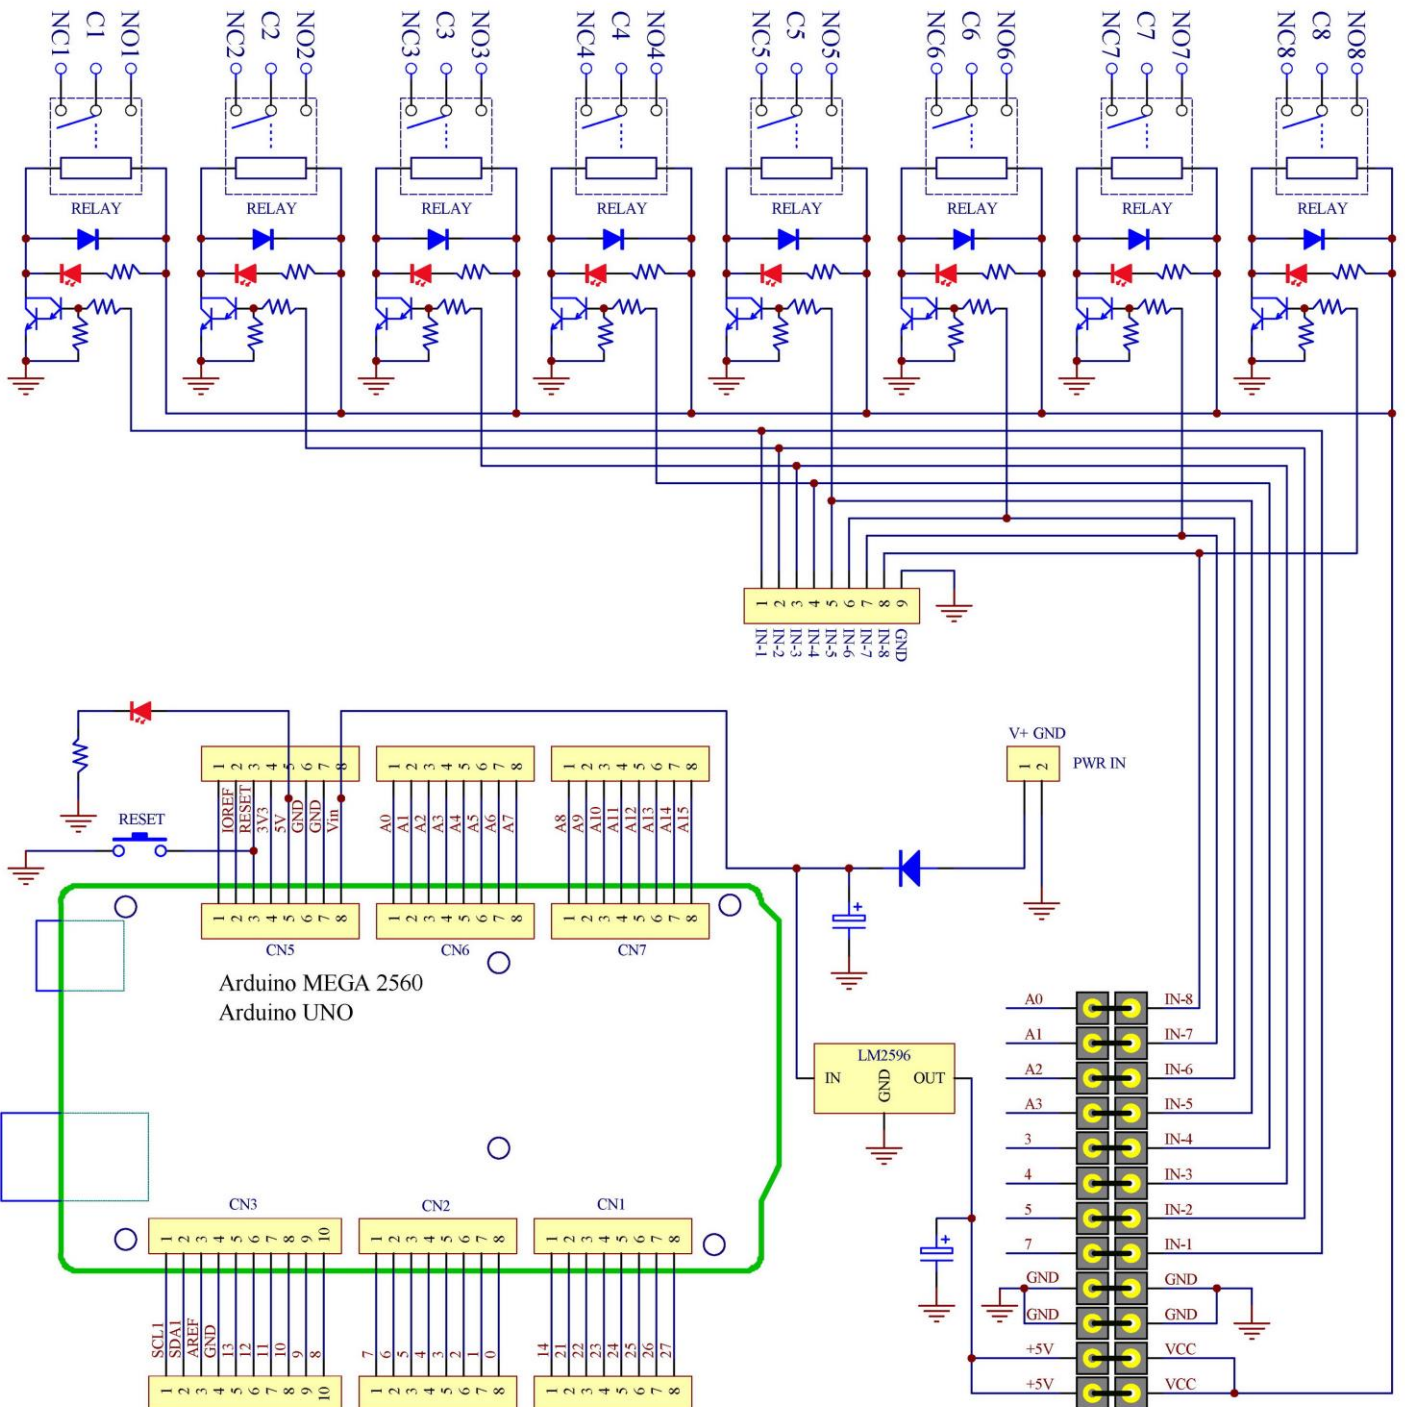 NC1 C1 NO1 NC2 C2 NO2 NC3 C3 NO3 NC4 C4 NO4 NC5 C5 NO5 NC6 C6 NO6 NC7 C7 NO7 NC8 C8 NO8
RELAY RELAY RELAY RELAY RELAY RELAY RELAY RELAY
1 2 3 4 5 6 7 8 9
IN-1 IN-2 IN-3 IN-4 IN-5 IN-6 IN-7 IN-8 GND
V+ GND
1 2 PWR IN
1 2 3 4 5 6 7 8
1 2 3 4 5 6 7 8
1 2 3 4 5 6 7 8
IOREF RESET 3V3 5V GND GND Vin
A0 A1 A2 A3 A4 A5 A6 A7
A8 A9 A10 A11 A12 A13 A14 A15
RESET
1 2 3 4 5 6 7 8
1 2 3 4 5 6 7 8
1 2 3 4 5 6 7 8
CN5 CN6 CN7
Arduino MEGA 2560
Arduino UNO
LM2596
IN GND OUT
A0 IN-8
A1 IN-7
A2 IN-6
A3 IN-5
3 IN-4
4 IN-3
5 IN-2
7 IN-1
GND GND
GND GND
+5V VCC
+5V VCC
+
+
CN3 CN2 CN1
1 2 3 4 5 6 7 8 9 10
1 2 3 4 5 6 7 8
1 2 3 4 5 6 7 8
SCL1 SDA1 AREF GND 13 12 11 10 9 8
7 6 5 4 3 2 1 0
14 21 22 23 24 25 26 27
1 2 3 4 5 6 7 8 9 10
1 2 3 4 5 6 7 8
1 2 3 4 5 6 7 8